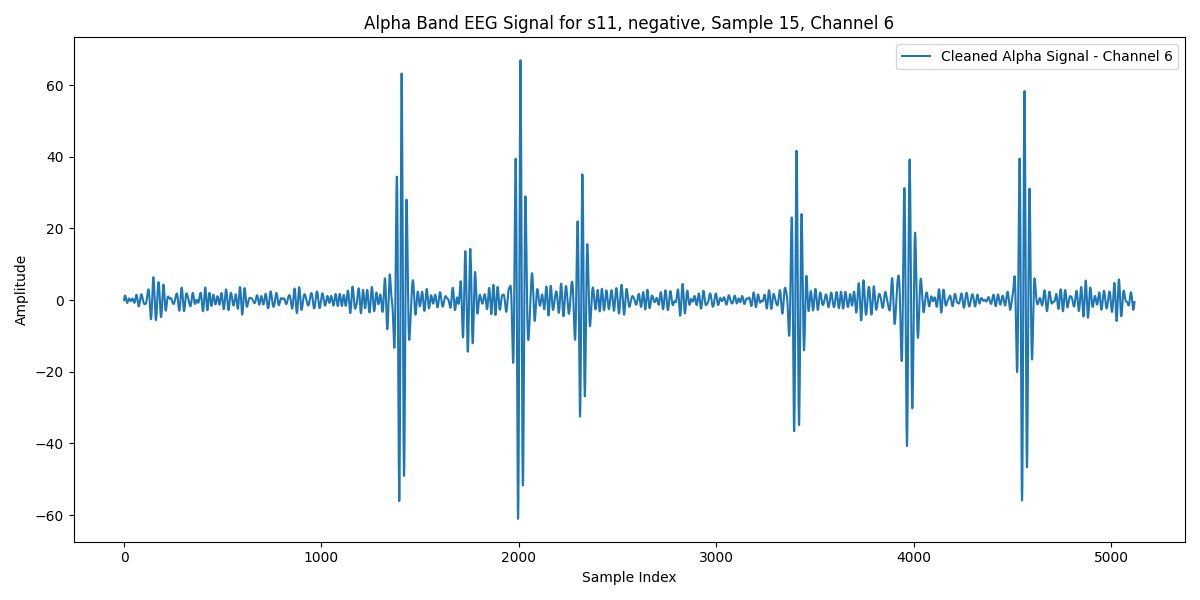 Alpha Band EEG Signal for s11, negative, Sample 15, Channel 6
Cleaned Alpha Signal - Channel 6
Amplitude
60
40
20
0
−20
−40
−60
0 1000 2000 3000 4000 5000
Sample Index